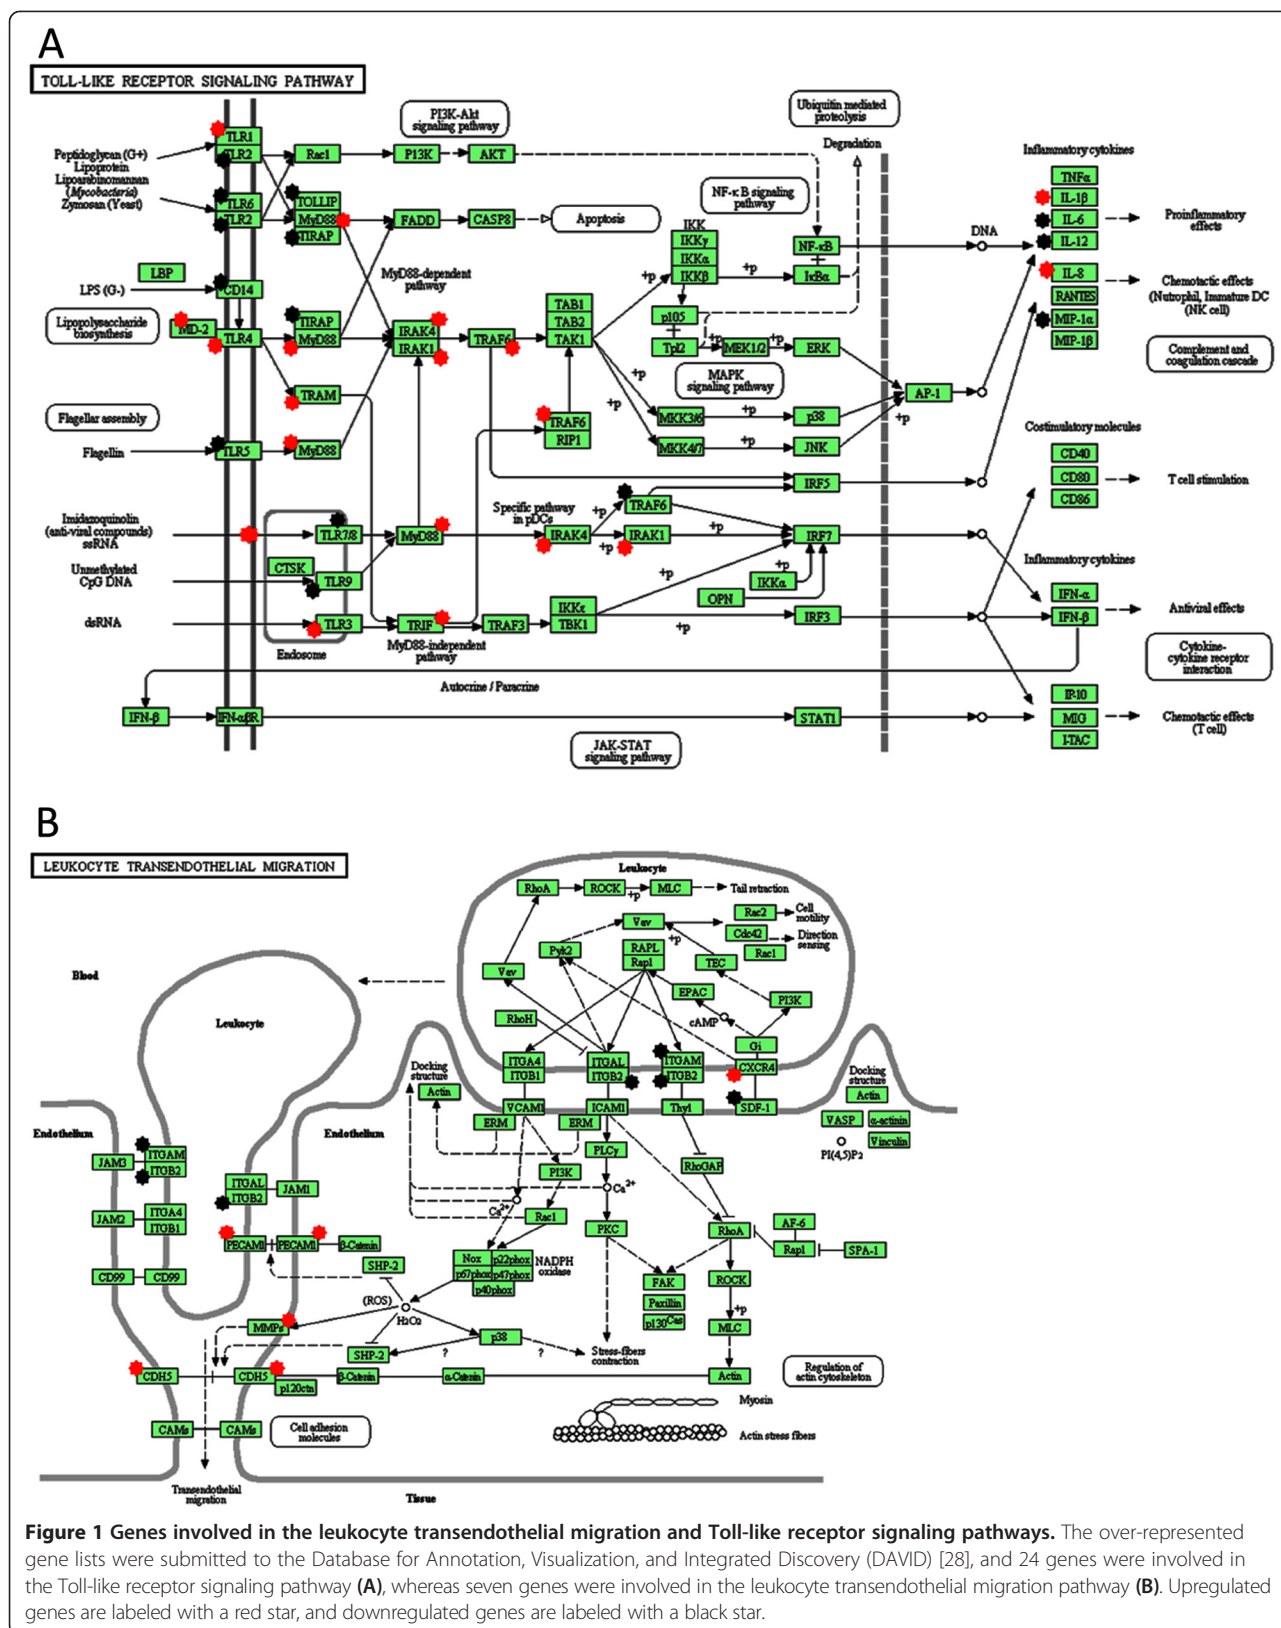 A
TOLL-LIKE RECEPTOR SIGNALING PATHWAY
PI3K-Akt
signaling pathway
Ubiquitin mediated
proteolysis
Degradation
Peptidoglycan (G+)
Lipoprotein
Lipoarabinomannan
(Mycobacteria)
Zymosan (Yeast)
TLR1
TLR2
Rac1
P13K
AKT
TLR6
TLR2
TOLLIP
MyD88
TIRAP
FADD
CASP8
Apoptosis
NF-κB signaling
pathway
IKK
IKKγ
IKKα
IKKβ
+p
+p
NF-κB
IκBα
DNA
Inflammatory cytokines
TNFα
IL-1β
IL-6
IL-12
Proinflammatory
effects
IL-8
RANTES
MIP-1α
MIP-1β
Chemotactic effects
(Nutrophil, Immature DC
(NK cell)
Complement and
coagulation cascade
LBP
LPS (G-)
CD14
MyD88-dependent
pathway
Lipopolysaccharide
biosynthesis
MD-2
TLR4
TIRAP
MyD88
IRAK4
IRAK1
TRAF6
TAB1
TAB2
TAK1
p105
Tpl2
+p
MEK1/2
+p
ERK
MAPK
signaling pathway
TRAM
+p
+p
MKK3/6
+p
p38
MKK4/7
+p
JNK
AP-1
+p
Flagellar assembly
Flagellin
TLR5
MyD88
TRAF6
RIP1
IRF5
Costimulatory molecules
CD40
CD80
CD86
T cell stimulation
Imidazoquinolin
(anti-viral compounds)
ssRNA
TLR7/8
MyD88
Specific pathway
in pDCs
+p
IRAK4
+p
TRAF6
IRAK1
+p
IRF7
Unmethylated
CpG DNA
CTSK
TLR9
+p
IKKα
+p
OPN
Inflammatory cytokines
IFN-α
IFN-β
Antiviral effects
dsRNA
TLR3
TRIF
TRAF3
IKKε
TBK1
+p
IRF3
Endosome
MyD88-independent
pathway
Cytokine-
cytokine receptor
interaction
Autocrine / Paracrine
IFN-β
IFN-αβR
STAT1
IP-10
MIG
I-TAC
Chemotactic effects
(T cell)
JAK-STAT
signaling pathway
B
LEUKOCYTE TRANSENDOTHELIAL MIGRATION
Leukocyte
RhoA
ROCK
+p
MLC
Tail retraction
Vav
Rac2
Cell
motility
Cdc42
Rac1
Direction
sensing
Pyk2
RAPL
Rap1
+p
TEC
Blood
Vav
EPAC
PI3K
cAMP
Leukocyte
RhoH
Gi
ITGA4
ITGB1
ITGAL
ITGB2
ITGAM
ITGB2
CXCR4
Docking
structure
Actin
Docking
structure
Actin
VCAM1
ICAM1
Thy1
SDF-1
ERM
ERM
VASP
α-actinin
PI(4,5)P2
Vinculin
Endothelium
Endothelium
PLCγ
RhoGAP
JAM3
ITGAM
ITGB2
PI3K
ITGAL
ITGB2
JAM1
Ca2+
Ca2+
JAM2
ITGA4
ITGB1
Rac1
PKC
RhoA
AF-6
Rap1
SPA-1
PECAM1
PECAM1
β-Catenin
SHP-2
Nox
p22phox
p67phox
p47phox
p40phox
NADPH
oxidase
CD99
CD99
FAK
Paxillin
p130Cas
ROCK
+p
(ROS)
H2O2
MMPs
p38
MLC
SHP-2
?
?
Stress-fibers
contraction
CDH5
CDH5
p120ctn
β-Catenin
α-Catenin
Actin
Regulation of
actin cytoskeleton
CAMs
CAMs
Cell adhesion
molecules
Myosin
Actin stress fibers
Transendothelial
migration
Tissue
Figure 1 Genes involved in the leukocyte transendothelial migration and Toll-like receptor signaling pathways. The over-represented
gene lists were submitted to the Database for Annotation, Visualization, and Integrated Discovery (DAVID) [28], and 24 genes were involved in
the Toll-like receptor signaling pathway (A), whereas seven genes were involved in the leukocyte transendothelial migration pathway (B). Upregulated
genes are labeled with a red star, and downregulated genes are labeled with a black star.